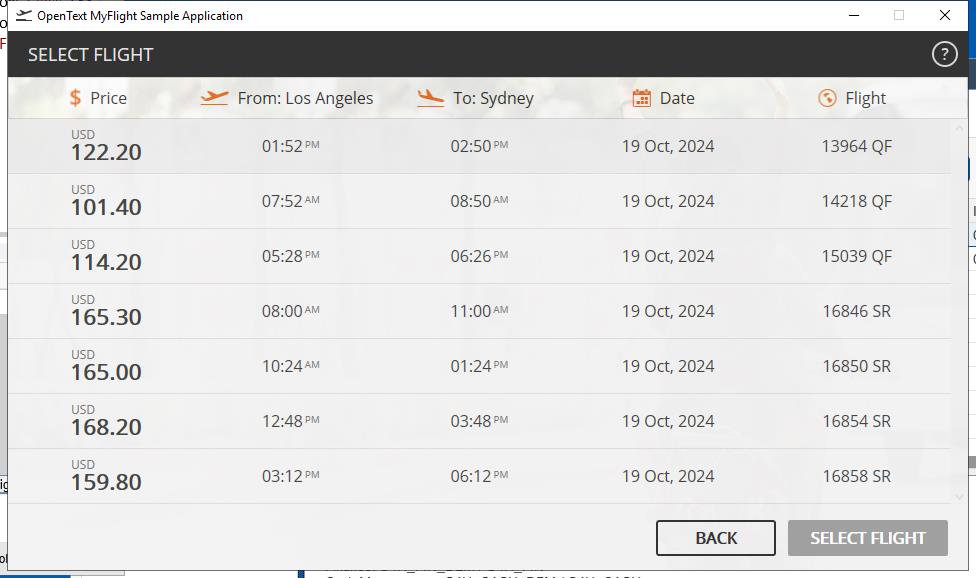 OpenText MyFlight Sample Application
SELECT FLIGHT ?
$ Price From: Los Angeles To: Sydney Date Flight
USD
122.20 01:52 PM 02:50 PM 19 Oct, 2024 13964 QF
USD
101.40 07:52 AM 08:50 AM 19 Oct, 2024 14218 QF
USD
114.20 05:28 PM 06:26 PM 19 Oct, 2024 15039 QF
USD
165.30 08:00 AM 11:00 AM 19 Oct, 2024 16846 SR
USD
165.00 10:24 AM 01:24 PM 19 Oct, 2024 16850 SR
USD
168.20 12:48 PM 03:48 PM 19 Oct, 2024 16854 SR
USD
159.80 03:12 PM 06:12 PM 19 Oct, 2024 16858 SR
BACK SELECT FLIGHT